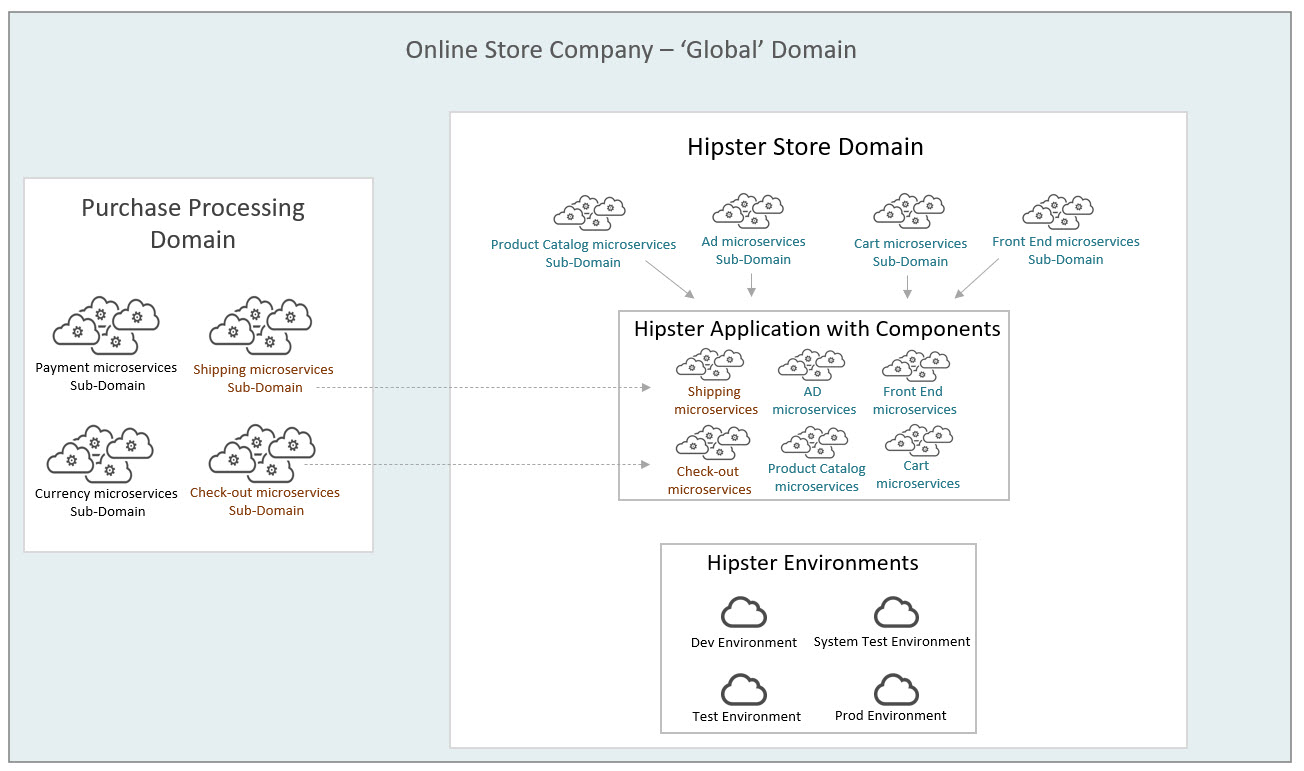 Online Store Company – ‘Global’ Domain
Purchase Processing
Domain
Payment microservices
Sub-Domain
Shipping microservices
Sub-Domain
Currency microservices
Sub-Domain
Check-out microservices
Sub-Domain
Hipster Store Domain
Product Catalog microservices
Sub-Domain
Ad microservices
Sub-Domain
Cart microservices
Sub-Domain
Front End microservices
Sub-Domain
Hipster Application with Components
Shipping
microservices
AD
microservices
Front End
microservices
Check-out
microservices
Product Catalog
microservices
Cart
microservices
Hipster Environments
Dev Environment
System Test Environment
Test Environment
Prod Environment